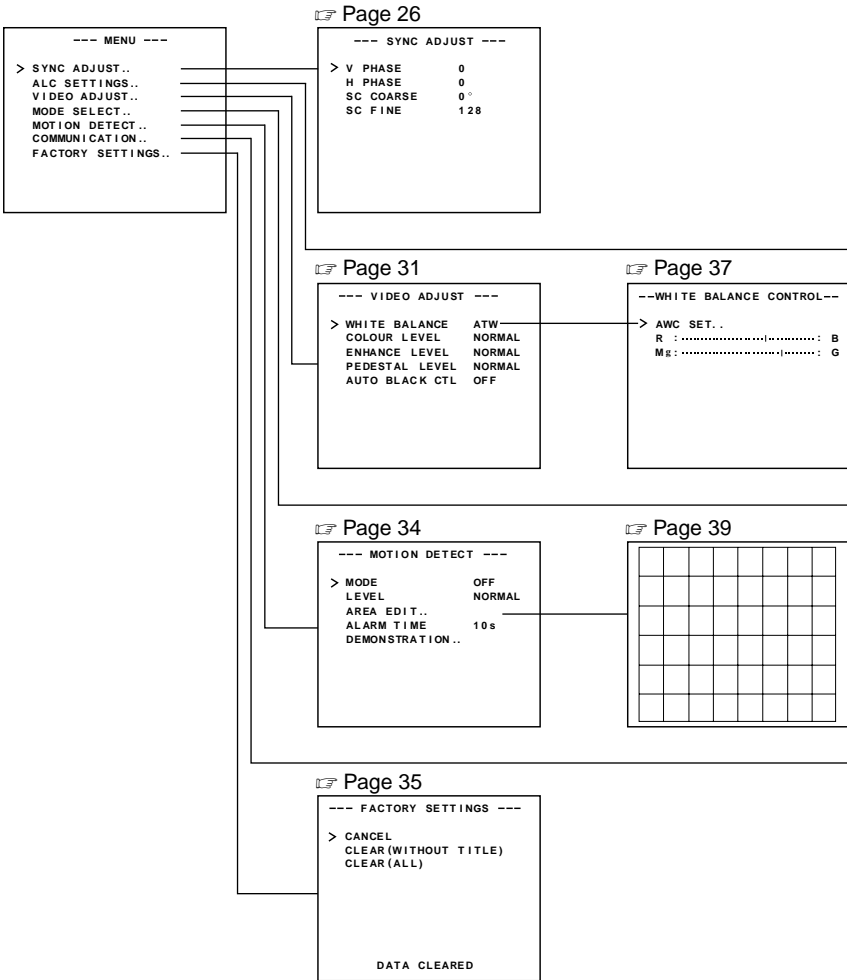 ☞ Page 26
--- MENU ---
> SYNC ADJUST..
ALC SETTINGS..
VIDEO ADJUST..
MODE SELECT..
MOTION DETECT..
COMMUNICATION..
FACTORY SETTINGS..
--- SYNC ADJUST ---
> V PHASE 0
H PHASE 0
SC COARSE 0°
SC FINE 128
☞ Page 31
--- VIDEO ADJUST ---
> WHITE BALANCE ATW
COLOUR LEVEL NORMAL
ENHANCE LEVEL NORMAL
PEDESTAL LEVEL NORMAL
AUTO BLACK CTL OFF
☞ Page 37
--WHITE BALANCE CONTROL--
> AWC SET..
R : : B
Mg: : G
☞ Page 34
--- MOTION DETECT ---
> MODE OFF
LEVEL NORMAL
AREA EDIT..
ALARM TIME 10s
DEMONSTRATION..
☞ Page 39
☞ Page 35
--- FACTORY SETTINGS ---
> CANCEL
CLEAR(WITHOUT TITLE)
CLEAR(ALL)
DATA CLEARED